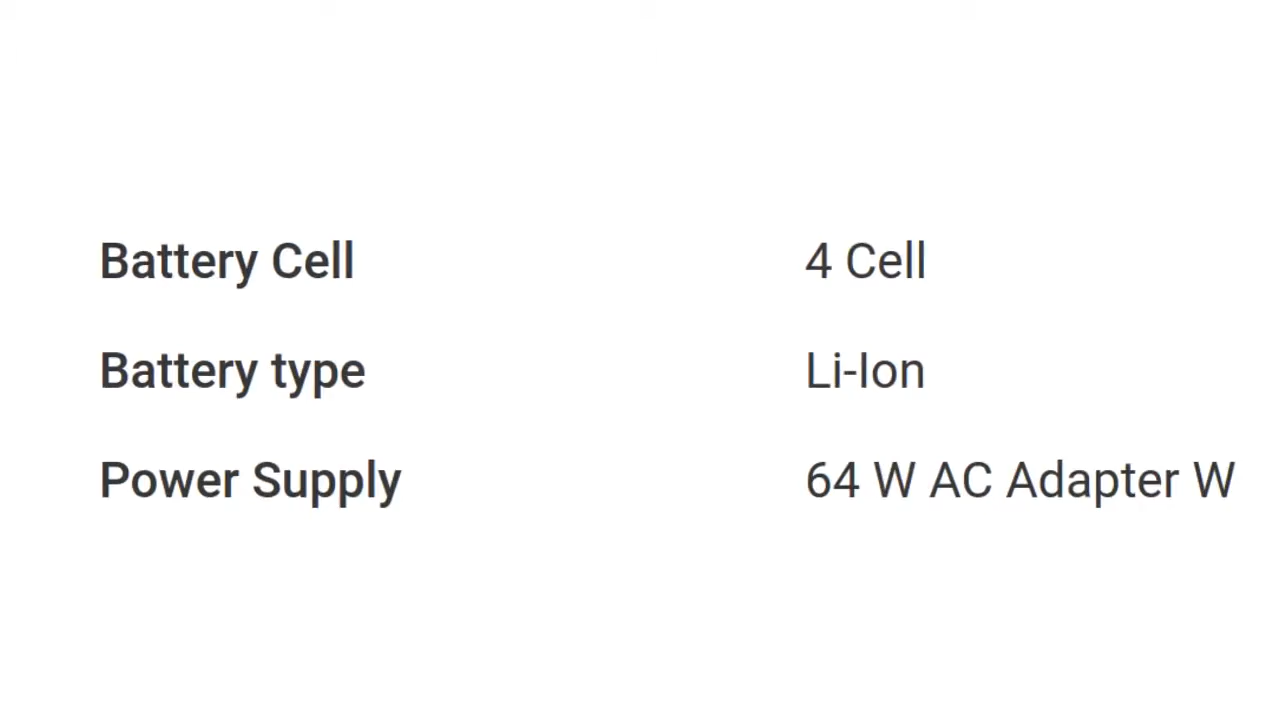 Battery Cell 4 Cell
Battery type Li-Ion
Power Supply 64 W AC Adapter W